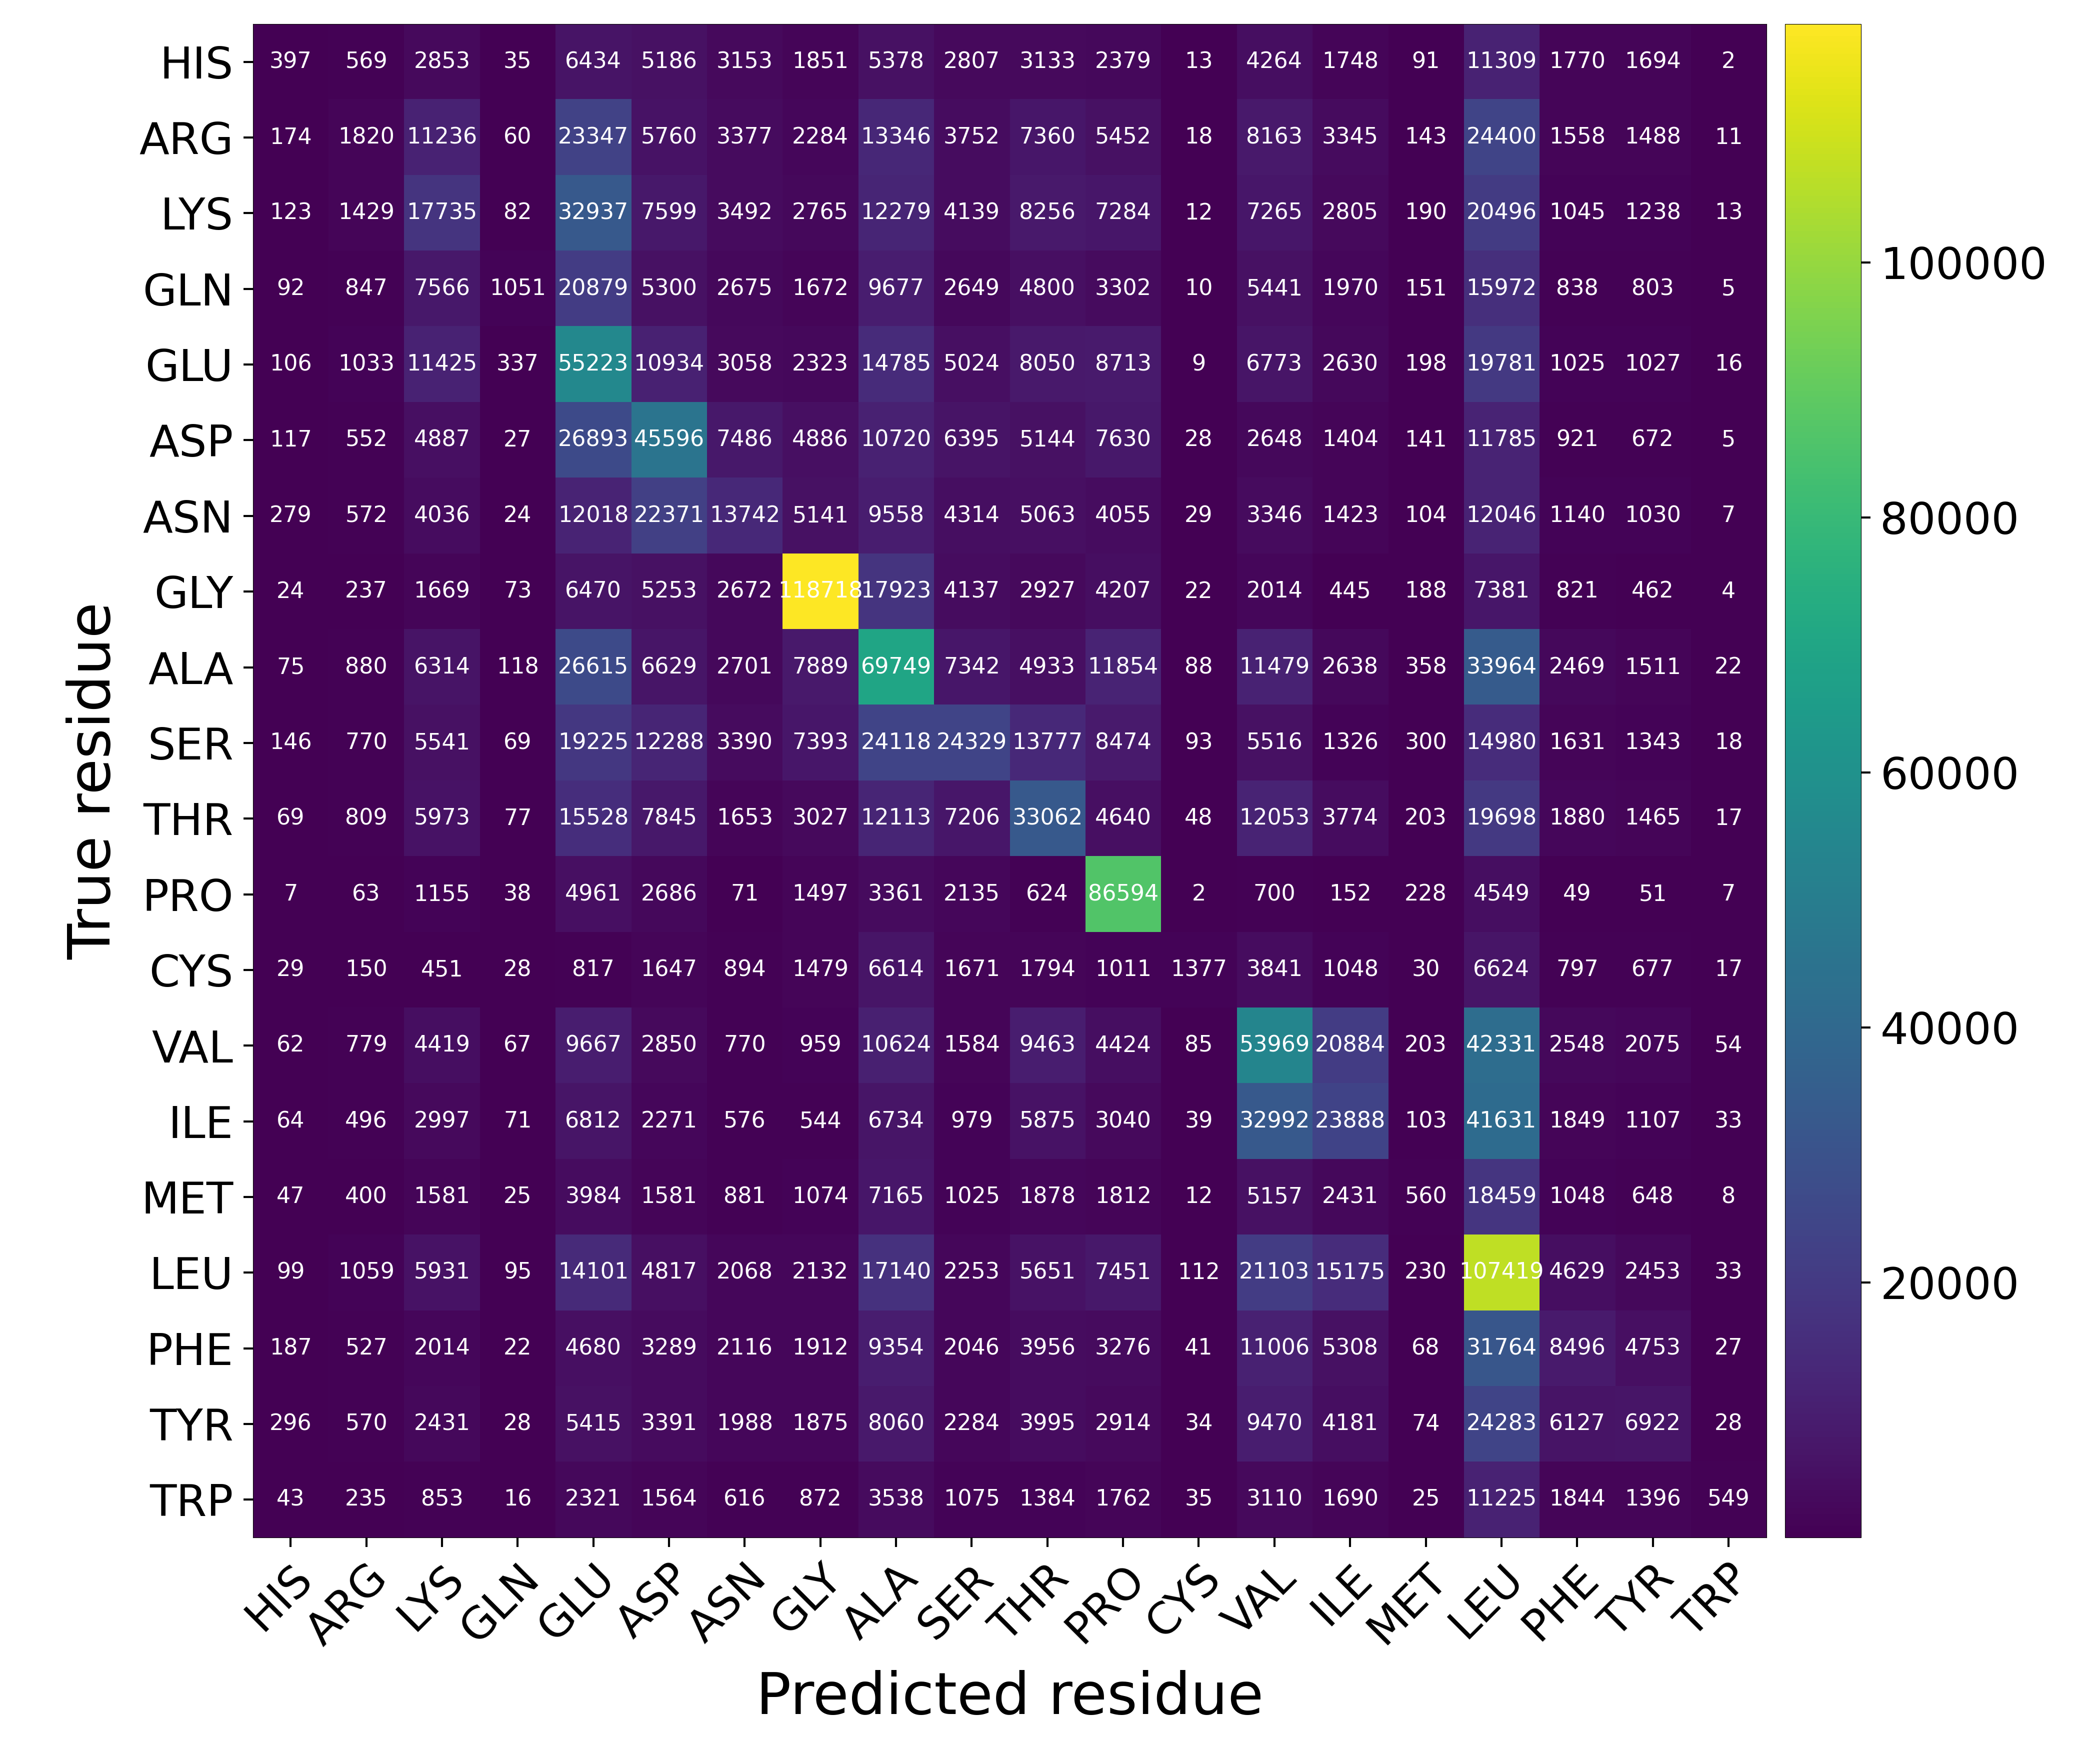 HIS 397 569 2853 35 6434 5186 3153 1851 5378 2807 3133 2379 13 4264 1748 91 11309 1770 1694 2
ARG 174 1820 11236 60 23347 5760 3377 2284 13346 3752 7360 5452 18 8163 3345 143 24400 1558 1488 11
LYS 123 1429 17735 82 32937 7599 3492 2765 12279 4139 8256 7284 12 7265 2805 190 20496 1045 1238 13
GLN 92 847 7566 1051 20879 5300 2675 1672 9677 2649 4800 3302 10 5441 1970 151 15972 838 803 5
GLU 106 1033 11425 337 55223 10934 3058 2323 14785 5024 8050 8713 9 6773 2630 198 19781 1025 1027 16
ASP 117 552 4887 27 26893 45596 7486 4886 10720 6395 5144 7630 28 2648 1404 141 11785 921 672 5
ASN 279 572 4036 24 12018 22371 13742 5141 9558 4314 5063 4055 29 3346 1423 104 12046 1140 1030 7
GLY 24 237 1669 73 6470 5253 2672 118718 17923 4137 2927 4207 22 2014 445 188 7381 821 462 4
ALA 75 880 6314 118 26615 6629 2701 7889 69749 7342 4933 11854 88 11479 2638 358 33964 2469 1511 22
SER 146 770 5541 69 19225 12288 3390 7393 24118 24329 13777 8474 93 5516 1326 300 14980 1631 1343 18
THR 69 809 5973 77 15528 7845 1653 3027 12113 7206 33062 4640 48 12053 3774 203 19698 1880 1465 17
PRO 7 63 1155 38 4961 2686 71 1497 3361 2135 624 86594 2 700 152 228 4549 49 51 7
CYS 29 150 451 28 817 1647 894 1479 6614 1671 1794 1011 1377 3841 1048 30 6624 797 677 17
VAL 62 779 4419 67 9667 2850 770 959 10624 1584 9463 4424 85 53969 20884 203 42331 2548 2075 54
ILE 64 496 2997 71 6812 2271 576 544 6734 979 5875 3040 39 32992 23888 103 41631 1849 1107 33
MET 47 400 1581 25 3984 1581 881 1074 7165 1025 1878 1812 12 5157 2431 560 18459 1048 648 8
LEU 99 1059 5931 95 14101 4817 2068 2132 17140 2253 5651 7451 112 21103 15175 230 107419 4629 2453 33
PHE 187 527 2014 22 4680 3289 2116 1912 9354 2046 3956 3276 41 11006 5308 68 31764 8496 4753 27
TYR 296 570 2431 28 5415 3391 1988 1875 8060 2284 3995 2914 34 9470 4181 74 24283 6127 6922 28
TRP 43 235 853 16 2321 1564 616 872 3538 1075 1384 1762 35 3110 1690 25 11225 1844 1396 549
HIS ARG LYS GLN GLU ASP ASN GLY ALA SER THR PRO CYS VAL ILE MET LEU PHE TYR TRP
Predicted residue
True residue
100000
80000
60000
40000
20000